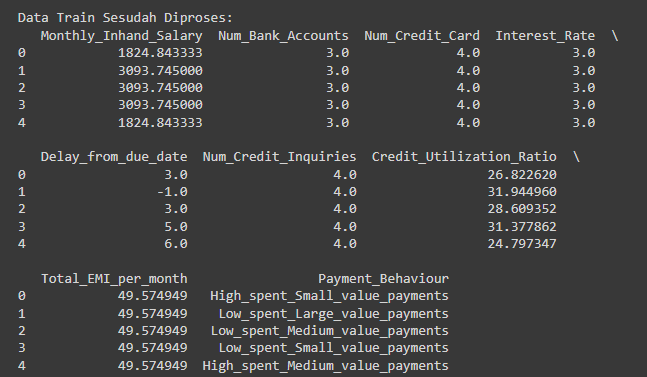 Data Train Sesudah Diproses:
   Monthly_Inhand_Salary  Num_Bank_Accounts  Num_Credit_Card  Interest_Rate  \
0            1824.843333                3.0              4.0            3.0
1            3093.745000                3.0              4.0            3.0
2            3093.745000                3.0              4.0            3.0
3            3093.745000                3.0              4.0            3.0
4            1824.843333                3.0              4.0            3.0
   Delay_from_due_date  Num_Credit_Inquiries  Credit_Utilization_Ratio  \
0                  3.0                   4.0                 26.822620
1                 -1.0                   4.0                 31.944960
2                  3.0                   4.0                 28.609352
3                  5.0                   4.0                 31.377862
4                  6.0                   4.0                 24.797347
   Total_EMI_per_month                Payment_Behaviour
0            49.574949  High_spent_Small_value_payments
1            49.574949   Low_spent_Large_value_payments
2            49.574949  Low_spent_Medium_value_payments
3            49.574949   Low_spent_Small_value_payments
4            49.574949 High_spent_Medium_value_payments